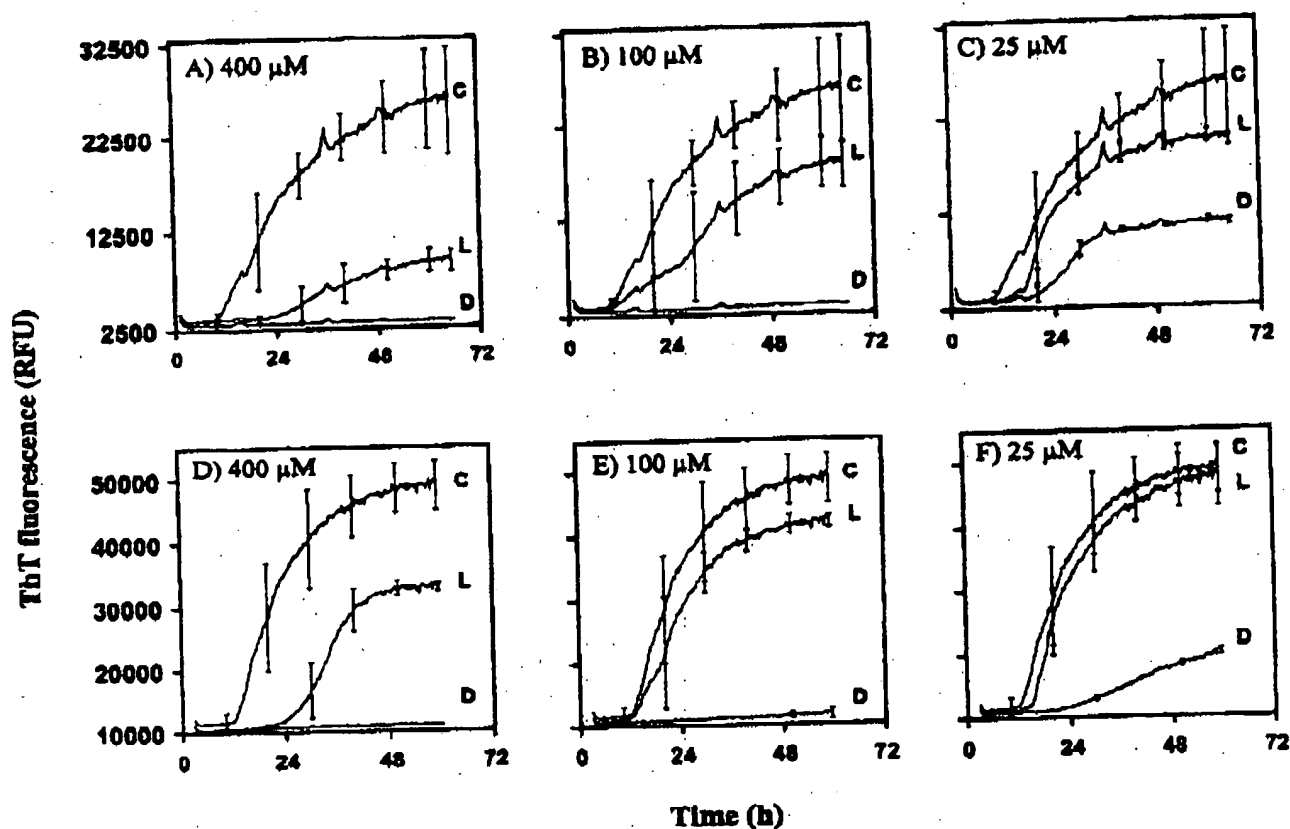 A) 400 µM
B) 100 µM
C) 25 µM
32500
22500
12500
2500
C
L
D
C
L
D
C
L
D
0 24 48 72
0 24 48 72
0 24 48 72
ThT fluorescence (RFU)
D) 400 µM
E) 100 µM
F) 25 µM
50000
40000
30000
20000
10000
C
L
D
C
L
D
C
L
D
0 24 48 72
0 24 48 72
0 24 48 72
Time (h)